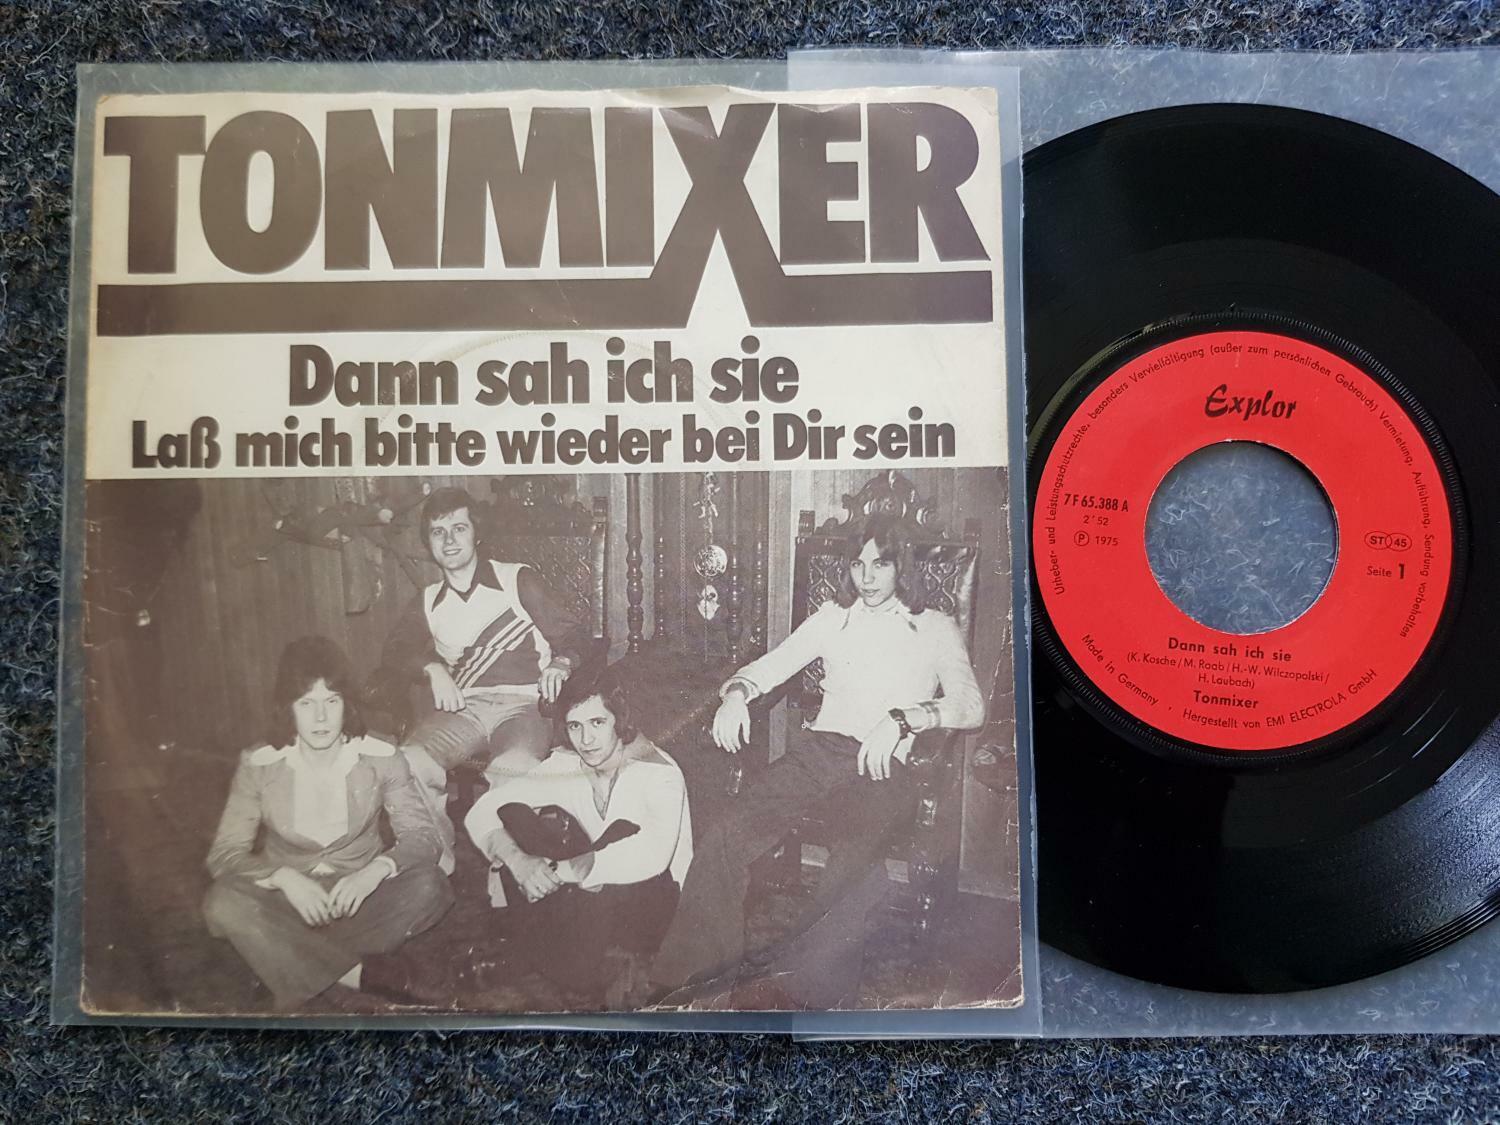 TONMIXER
Dann sah ich sie
Laß mich bitte wieder bei Dir sein
Urheber- und Leistungsschutzrechte, besonders Vervielfältigung (außer zum persönlichen Gebrauch) Vermietung, Aufführung, Sendung vorbehalten
Explor
7 F 65.388 A
2'52
Ⓟ 1975
ST 45
Seite 1
Dann sah ich sie
(K. Kosche/M. Raab/H.-W. Wilczopolski/
H. Laubach)
Tonmixer
Made in Germany . Hergestellt von EMI ELECTROLA GmbH